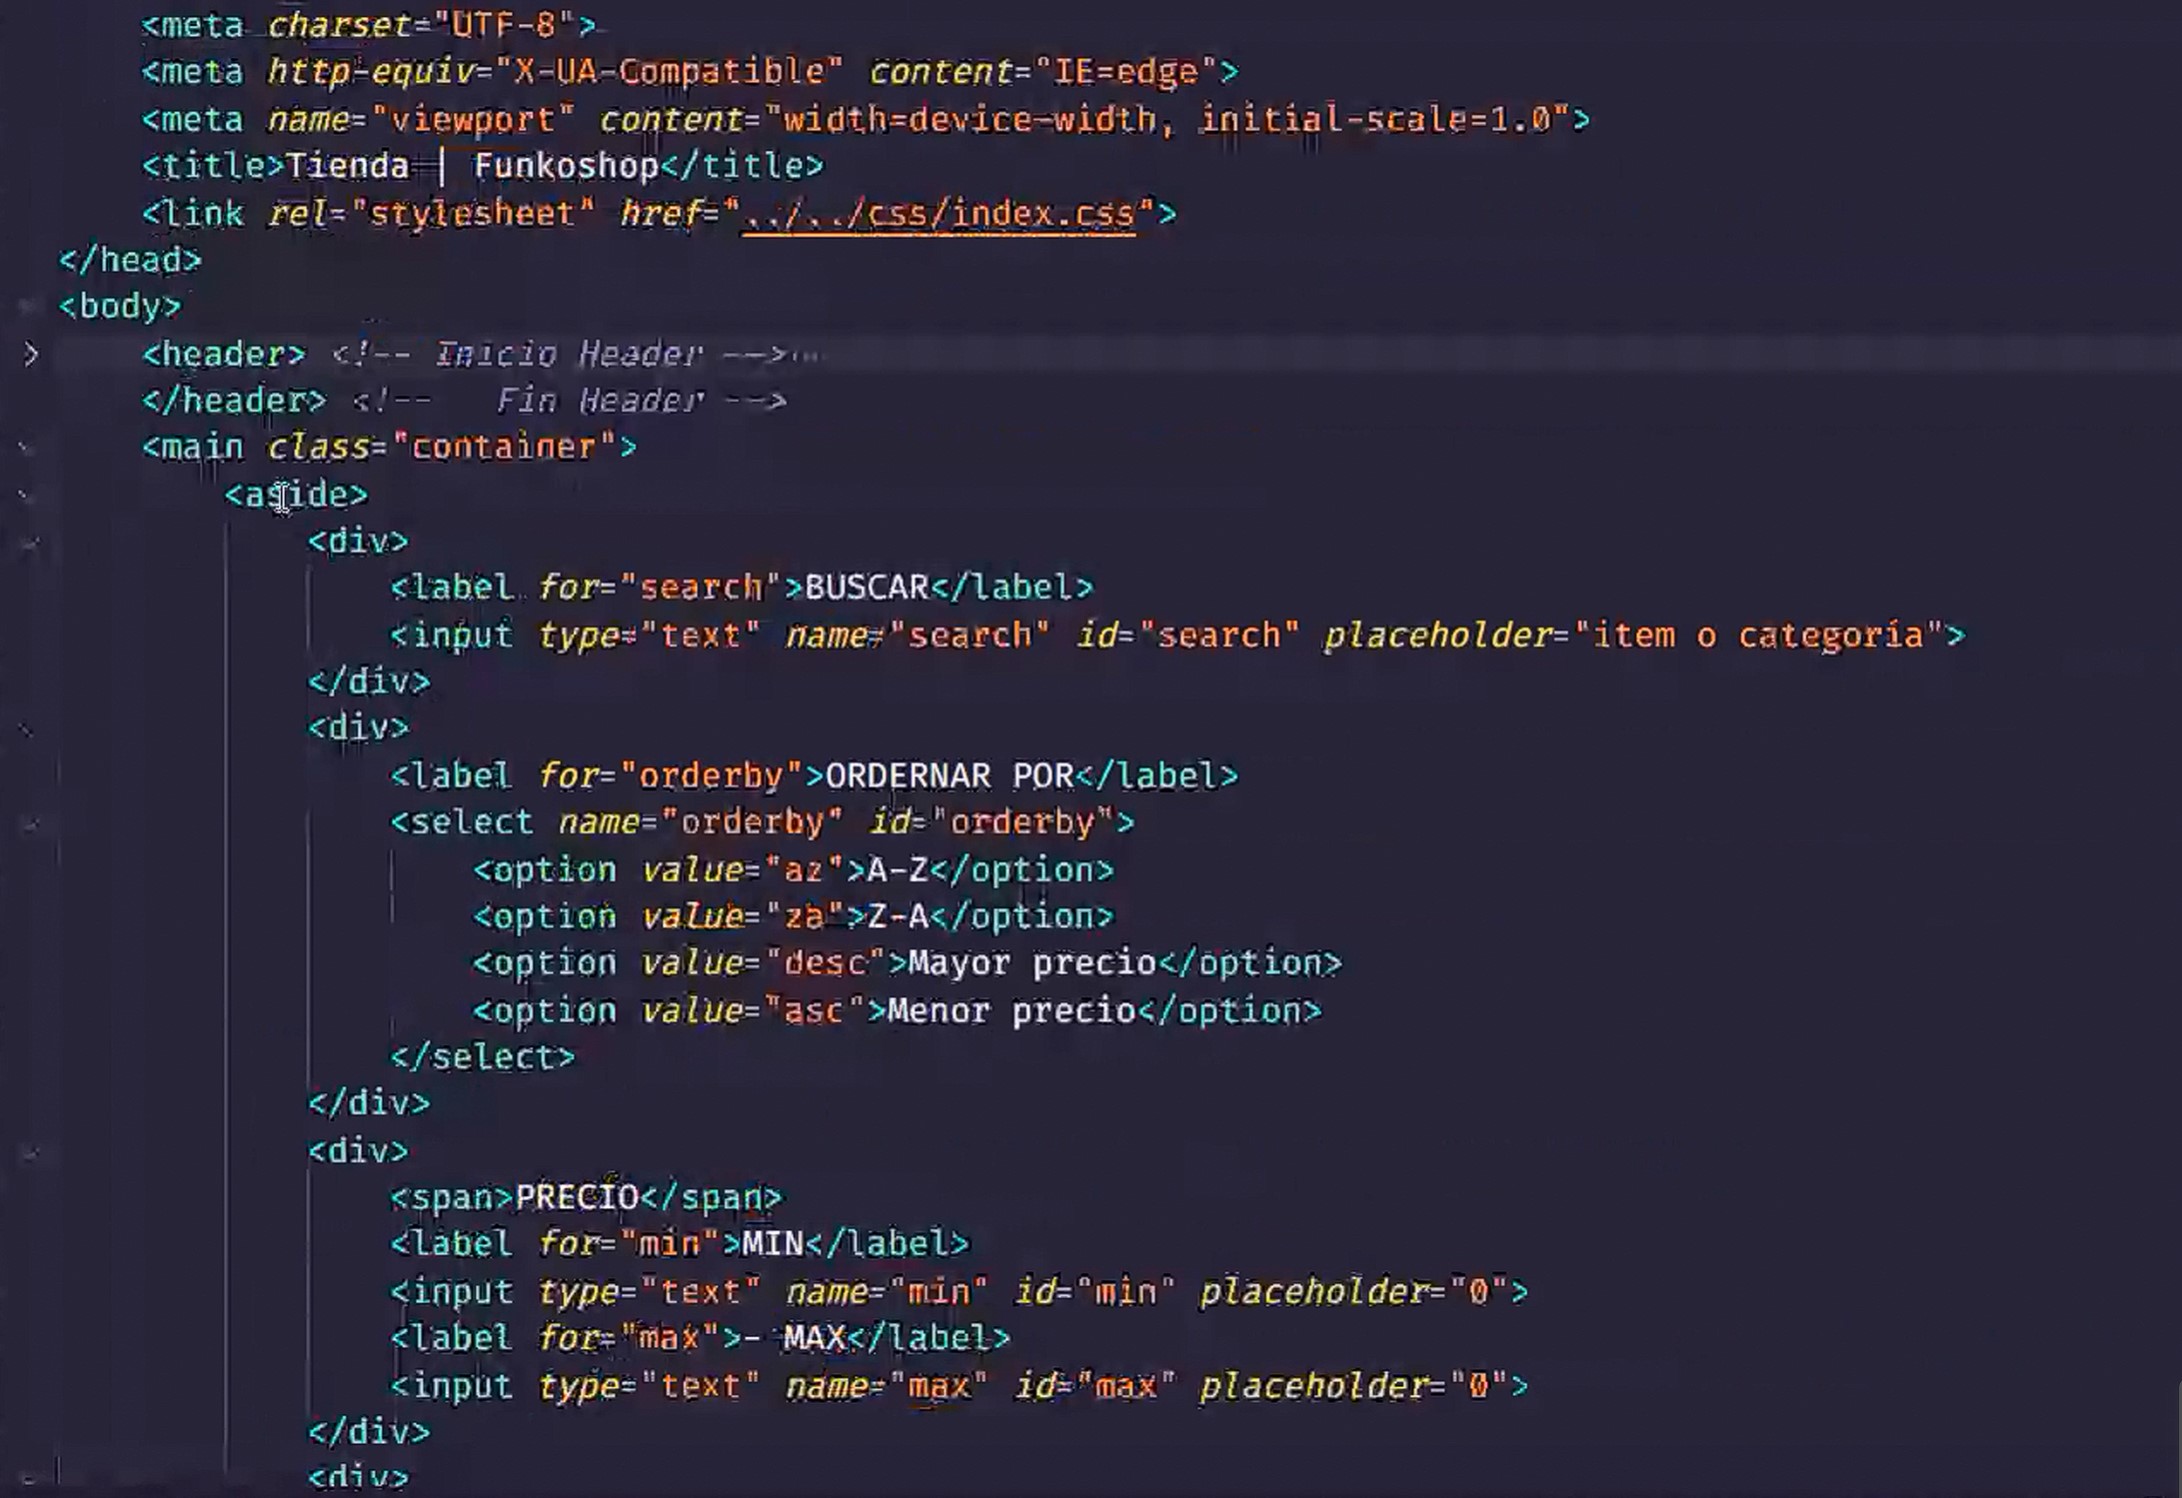 <meta charset="UTF-8">
<meta http-equiv="X-UA-Compatible" content="IE=edge">
<meta name="viewport" content="width=device-width, initial-scale=1.0">
<title>Tienda | Funkoshop</title>
<link rel="stylesheet" href="../../css/index.css">
</head>
<body>
<header> <!-- Inicio Header -->…
</header> <!-- Fin Header -->
<main class="container">
<aside>
<div>
<label for="search">BUSCAR</label>
<input type="text" name="search" id="search" placeholder="item o categoría">
</div>
<div>
<label for="orderby">ORDERNAR POR</label>
<select name="orderby" id="orderby">
<option value="az">A-Z</option>
<option value="za">Z-A</option>
<option value="desc">Mayor precio</option>
<option value="asc">Menor precio</option>
</select>
</div>
<div>
<span>PRECIO</span>
<label for="min">MIN</label>
<input type="text" name="min" id="min" placeholder="0">
<label for="max">- MAX</label>
<input type="text" name="max" id="max" placeholder="0">
</div>
<div>